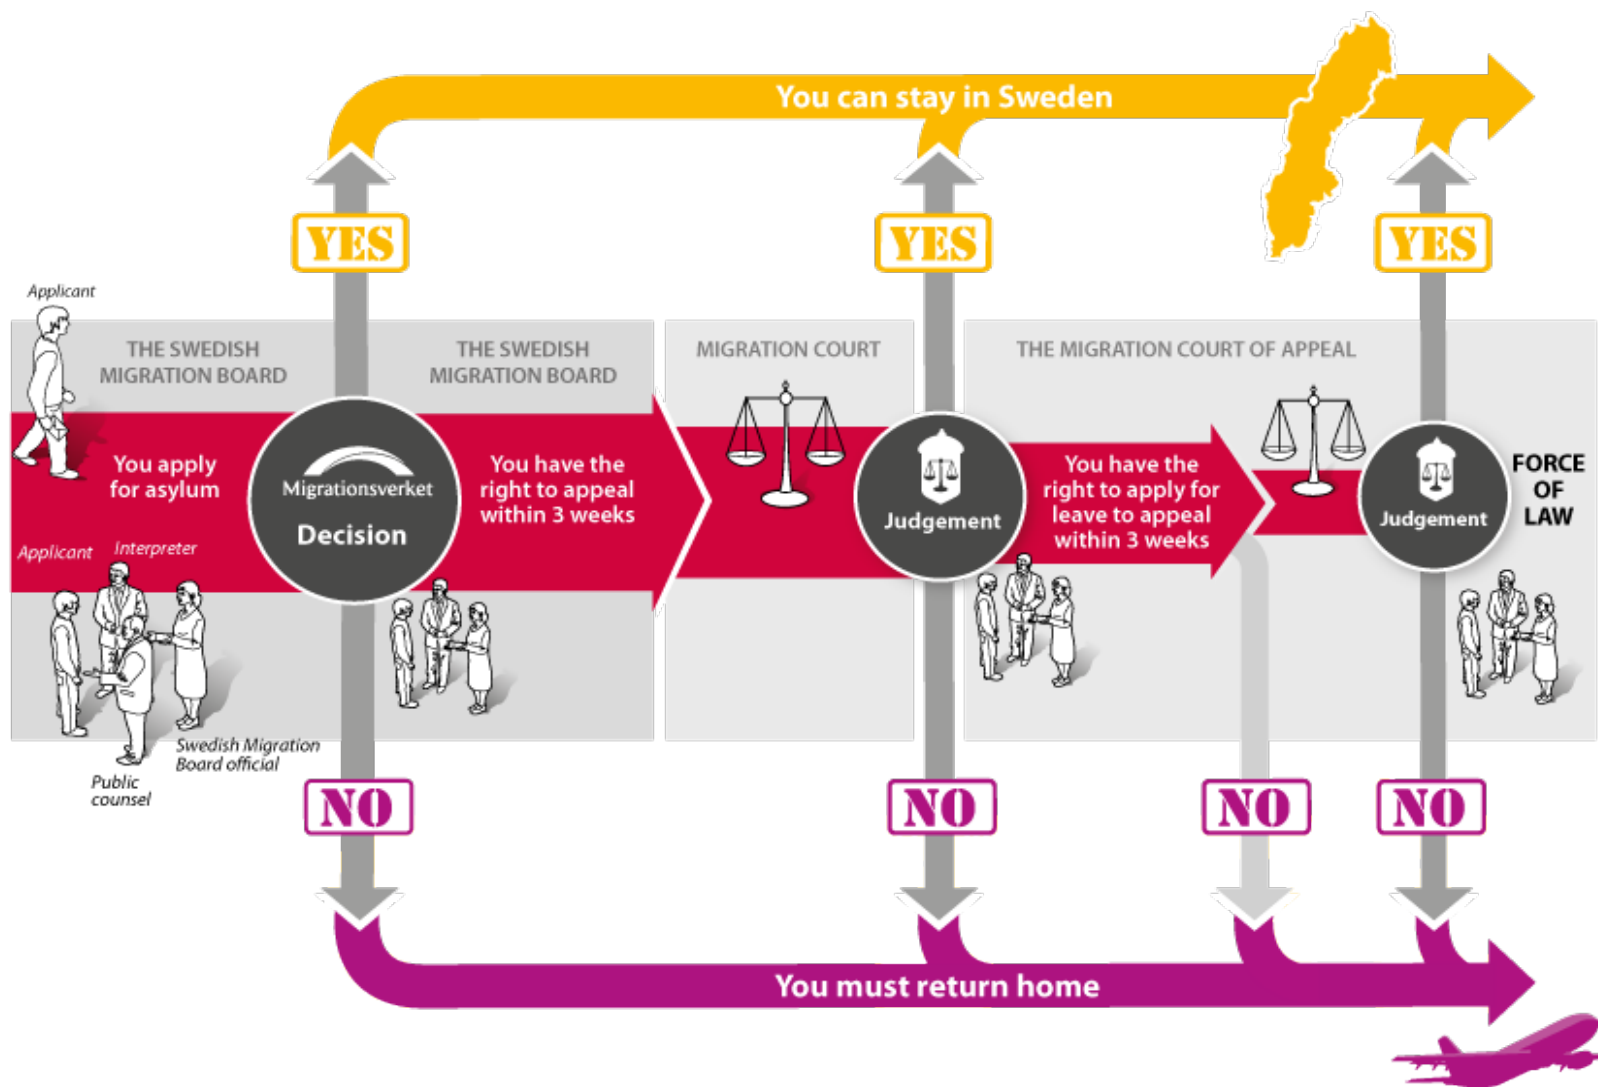 You can stay in Sweden
YES
YES
YES
Applicant
THE SWEDISH
MIGRATION BOARD
THE SWEDISH
MIGRATION BOARD
MIGRATION COURT
THE MIGRATION COURT OF APPEAL
You apply
for asylum
Migrationsverket
Decision
You have the
right to appeal
within 3 weeks
Judgement
You have the
right to apply for
leave to appeal
within 3 weeks
Judgement
FORCE
OF
LAW
Applicant
Interpreter
Swedish Migration
Board official
Public
counsel
NO
NO
NO
NO
You must return home